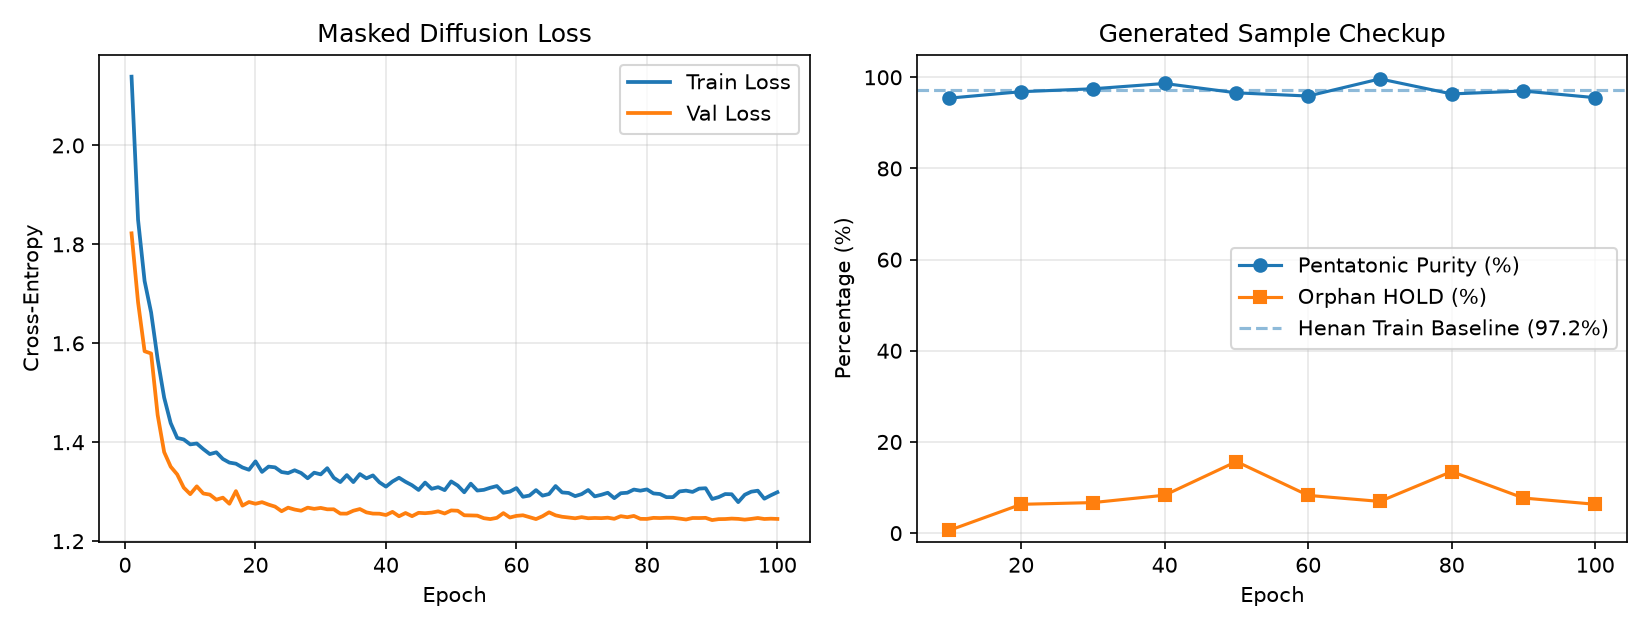 Masked Diffusion Loss
Train Loss
Val Loss
2.0
1.8
1.6
1.4
1.2
Cross-Entropy
0 20 40 60 80 100
Epoch
Generated Sample Checkup
100
80
60
40
20
0
Percentage (%)
Pentatonic Purity (%)
Orphan HOLD (%)
Henan Train Baseline (97.2%)
20 40 60 80 100
Epoch